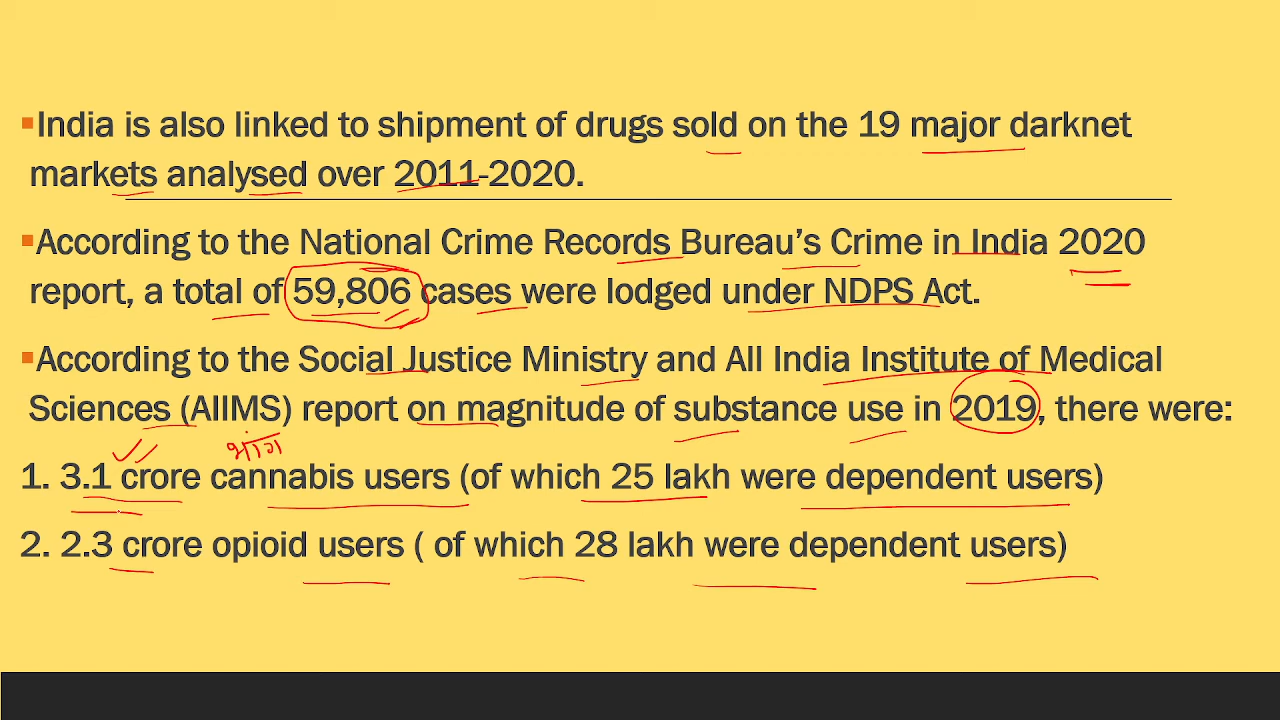 ▪India is also linked to shipment of drugs sold on the 19 major darknet
markets analysed over 2011-2020.
▪According to the National Crime Records Bureau’s Crime in India 2020
report, a total of 59,806 cases were lodged under NDPS Act.
▪According to the Social Justice Ministry and All India Institute of Medical
Sciences (AIIMS) report on magnitude of substance use in 2019, there were:
भांग
1. 3.1 crore cannabis users (of which 25 lakh were dependent users)
2. 2.3 crore opioid users ( of which 28 lakh were dependent users)